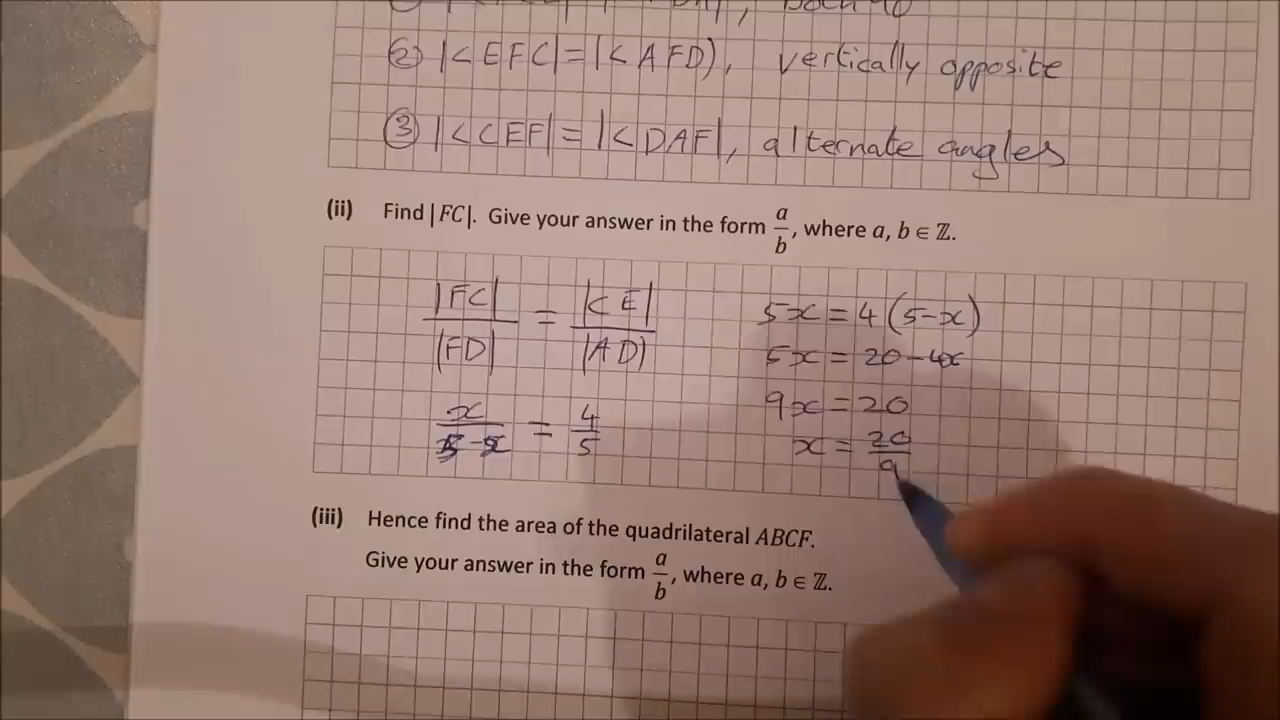 ② |<EFC|=|<AFD), vertically opposite
③ |<CEF|=|<DAF|, alternate angles
(ii) Find |FC|. Give your answer in the form a/b, where a, b ∈ ℤ.
|FC|/|FD| = |CE|/|AD)
x/5-x = 4/5
5x = 4(5-x)
5x = 20-4x
9x = 20
x = 20/9
(iii) Hence find the area of the quadrilateral ABCF.
Give your answer in the form a/b, where a, b ∈ ℤ.